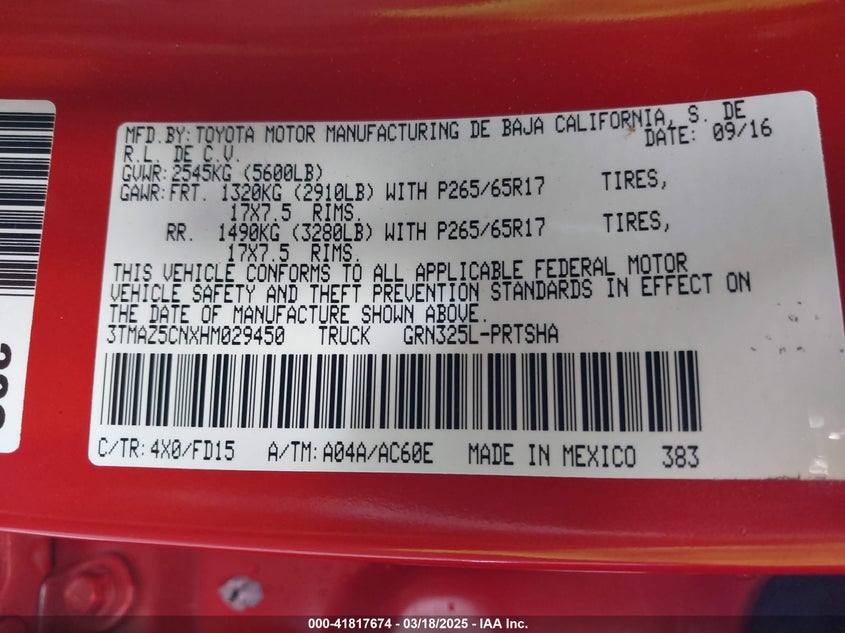 MFD.BY:TOYOTA MOTOR MANUFACTURING DE BAJA CALIFORNIA, S. DE
R.L. DE C.V. DATE: 09/16
GVWR:2545KG (5600LB)
GAWR:FRT. 1320KG (2910LB) WITH P265/65R17 TIRES,
17X7.5 RIMS.
RR. 1490KG (3280LB) WITH P265/65R17 TIRES,
17X7.5 RIMS.
THIS VEHICLE CONFORMS TO ALL APPLICABLE FEDERAL MOTOR
VEHICLE SAFETY AND THEFT PREVENTION STANDARDS IN EFFECT ON
THE DATE OF MANUFACTURE SHOWN ABOVE.
3TMAZ5CNXHM029450 TRUCK GRN325L-PRTSHA
C/TR:4X0/FD15 A/TM:A04A/AC60E MADE IN MEXICO 383
000-41817674 / 03/18/2025 / IAA Inc.